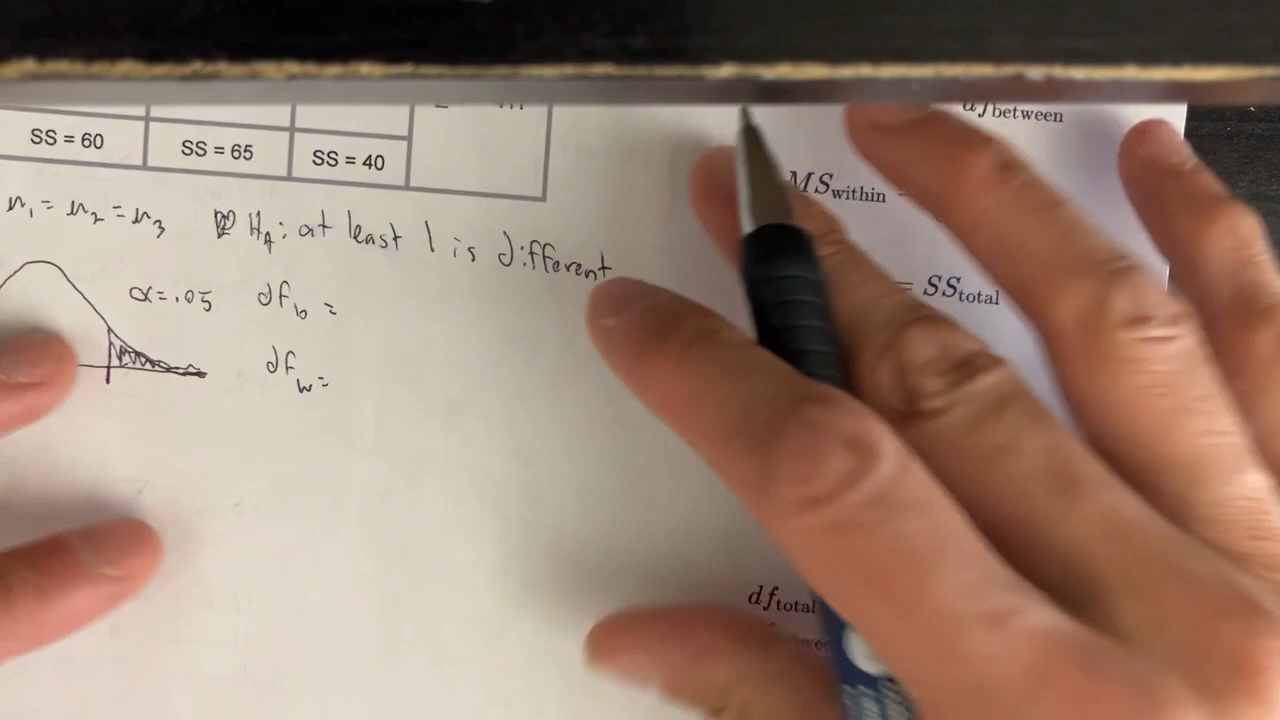 df between
SS = 60 SS = 65 SS = 40
MS within =
n₁ = n₂ = n₃ H_A: at least 1 is different
= SS total
α = .05 df_b =
df_w =
df total